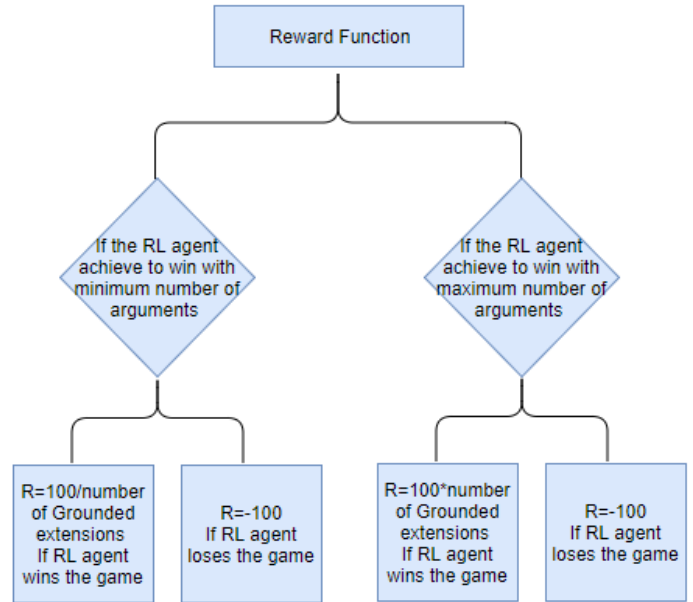 Reward Function
If the RL agent
achieve to win with
minimum number of
arguments
If the RL agent
achieve to win with
maximum number of
arguments
R=100/number
of Grounded
extensions
If RL agent
wins the game
R=-100
If RL agent
loses the game
R=100*number
of Grounded
extensions
If RL agent
wins the game
R=-100
If RL agent
loses the game